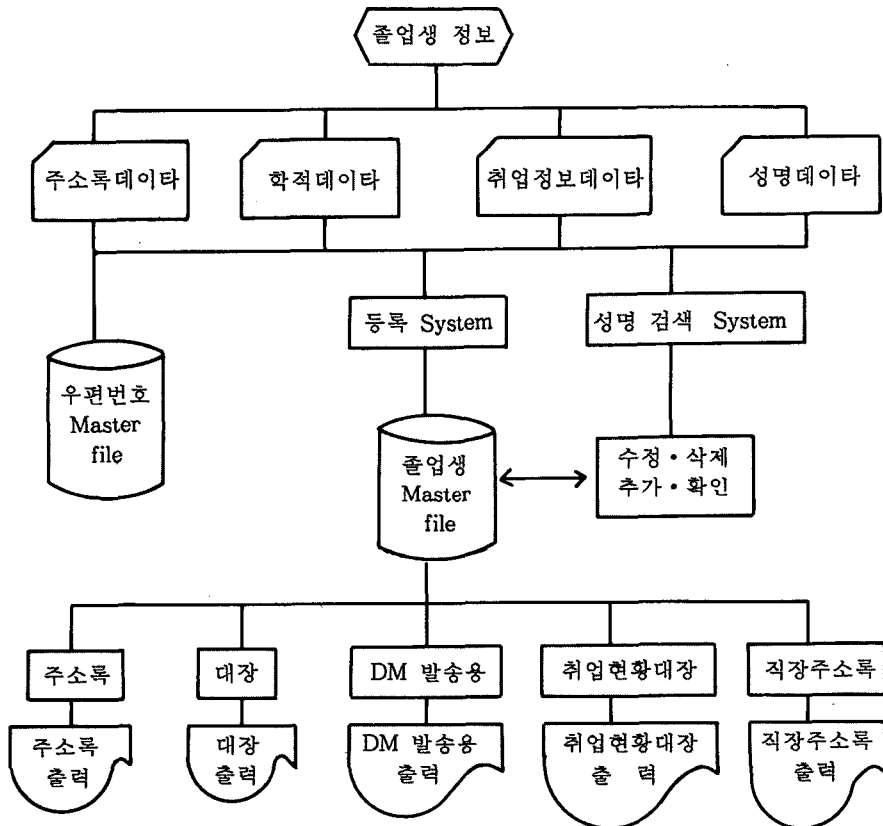 졸업생 정보
주소록데이타
학적데이타
취업정보데이타
성명데이타
등록 System
성명 검색 System
우편번호
Master
file
졸업생
Master
file
수정·삭제
추가·확인
주소록
대장
DM 발송용
취업현황대장
직장주소록
주소록
출력
대장
출력
DM 발송용
출력
취업현황대장
출 력
직장주소록
출력